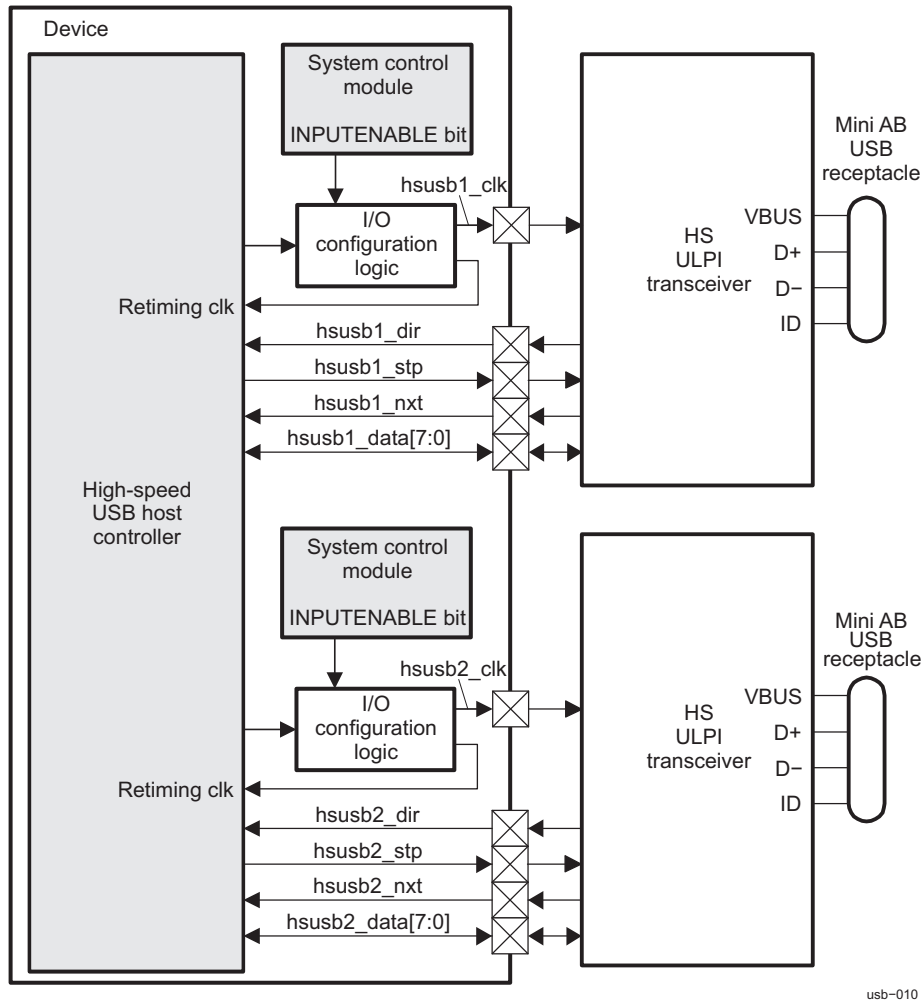 Device
System control
module
INPUTENABLE bit
hsusb1_clk
I/O
configuration
logic
Retiming clk
hsusb1_dir
hsusb1_stp
hsusb1_nxt
hsusb1_data[7:0]
HS
ULPI
transceiver
VBUS
D+
D−
ID
Mini AB
USB
receptacle
High-speed
USB host
controller
System control
module
INPUTENABLE bit
hsusb2_clk
I/O
configuration
logic
Retiming clk
hsusb2_dir
hsusb2_stp
hsusb2_nxt
hsusb2_data[7:0]
HS
ULPI
transceiver
VBUS
D+
D−
ID
Mini AB
USB
receptacle
usb−010